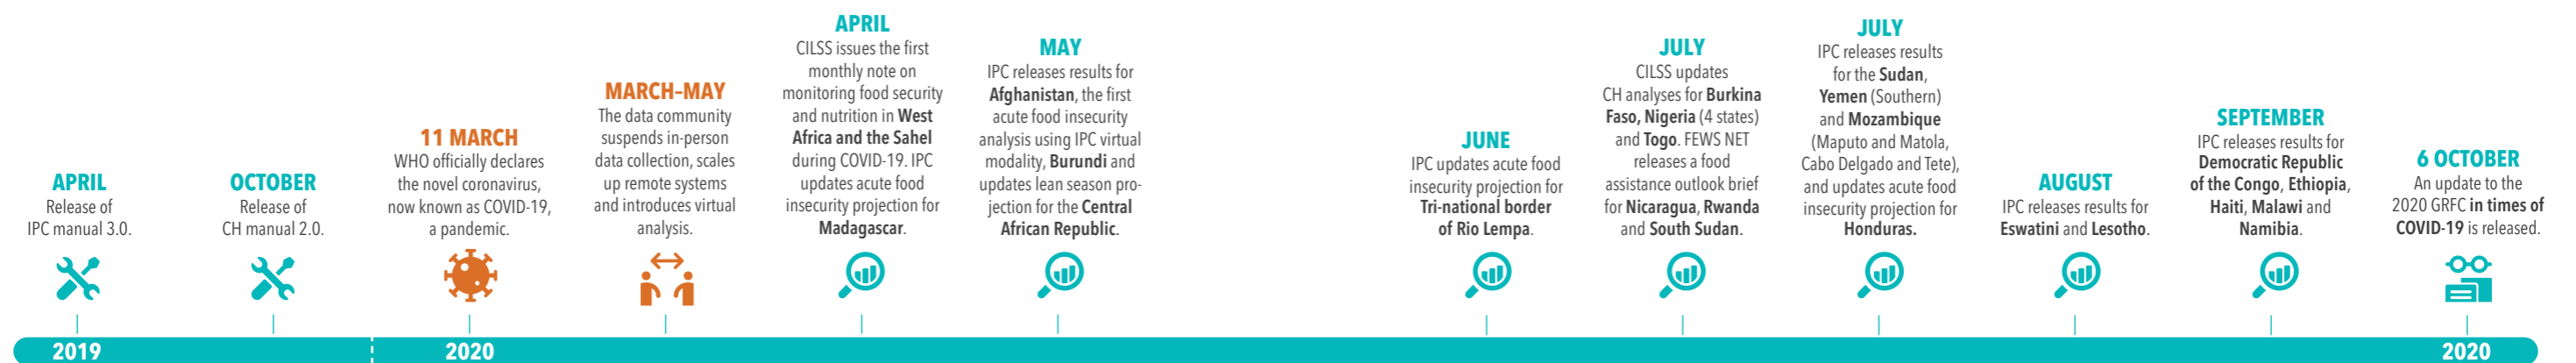 APRIL
Release of
IPC manual 3.0.
OCTOBER
Release of
CH manual 2.0.
11 MARCH
WHO officially declares
the novel coronavirus,
now known as COVID-19,
a pandemic.
MARCH–MAY
The data community
suspends in-person
data collection, scales
up remote systems
and introduces virtual
analysis.
APRIL
CILSS issues the first
monthly note on
monitoring food security
and nutrition in West
Africa and the Sahel
during COVID-19. IPC
updates acute food
insecurity projection for
Madagascar.
MAY
IPC releases results for
Afghanistan, the first
acute food insecurity
analysis using IPC virtual
modality, Burundi and
updates lean season pro-
jection for the Central
African Republic.
JUNE
IPC updates acute food
insecurity projection for
Tri-national border
of Rio Lempa.
JULY
CILSS updates
CH analyses for Burkina
Faso, Nigeria (4 states)
and Togo. FEWS NET
releases a food
assistance outlook brief
for Nicaragua, Rwanda
and South Sudan.
JULY
IPC releases results
for the Sudan,
Yemen (Southern)
and Mozambique
(Maputo and Matola,
Cabo Delgado and Tete),
and updates acute food
insecurity projection for
Honduras.
AUGUST
IPC releases results for
Eswatini and Lesotho.
SEPTEMBER
IPC releases results for
Democratic Republic
of the Congo, Ethiopia,
Haiti, Malawi and
Namibia.
6 OCTOBER
An update to the
2020 GRFC in times of
COVID-19 is released.
2019
2020
2020